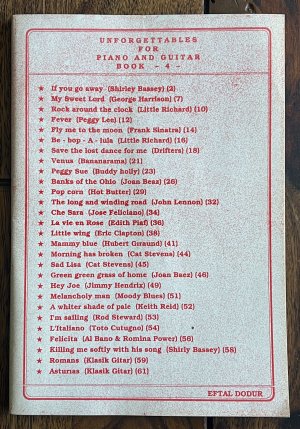 UNFORGETTABLES
FOR
PIANO AND GUITAR
BOOK - 4 -
★ If you go away (Shirley Bassey) (2)
★ My Sweet Lord (George Harrison) (7)
★ Rock around the clock (Little Richard) (10)
★ Fever (Peggy Lee) (12)
★ Fly me to the moon (Frank Sinatra) (14)
★ Be - bop - A - lula (Little Richard) (16)
★ Save the lost dance for me (Drifters) (18)
★ Venus (Bananarama) (21)
★ Peggy Sue (Buddy holly) (23)
★ Banks of the Ohio (Joan Beaz) (26)
★ Pop corn (Hot Butter) (29)
★ The long and winding road (John Lennon) (32)
★ Che Sara (Jose Feliciano) (34)
★ La vie en Rose (Edith Piaf) (36)
★ Little wing (Eric Clapton) (38)
★ Mammy blue (Hubert Graund) (41)
★ Morning has broken (Cat Stevens) (44)
★ Sad Lisa (Cat Stevens) (45)
★ Green green grass of home (Joan Baez) (46)
★ Hey Joe (Jimmy Hendrix) (49)
★ Melancholy man (Moody Blues) (51)
★ A whiter shade of pale (Keith Reid) (52)
★ I'm sailing (Rod Steward) (53)
★ L'Italiano (Toto Cutugno) (54)
★ Felicita (Al Bano & Romina Power) (56)
★ Killing me softly with his song (Shirly Bassey) (58)
★ Romans (Klasik Gitar) (59)
★ Asturias (Klasik Gitar) (61)
EFTAL DODUR